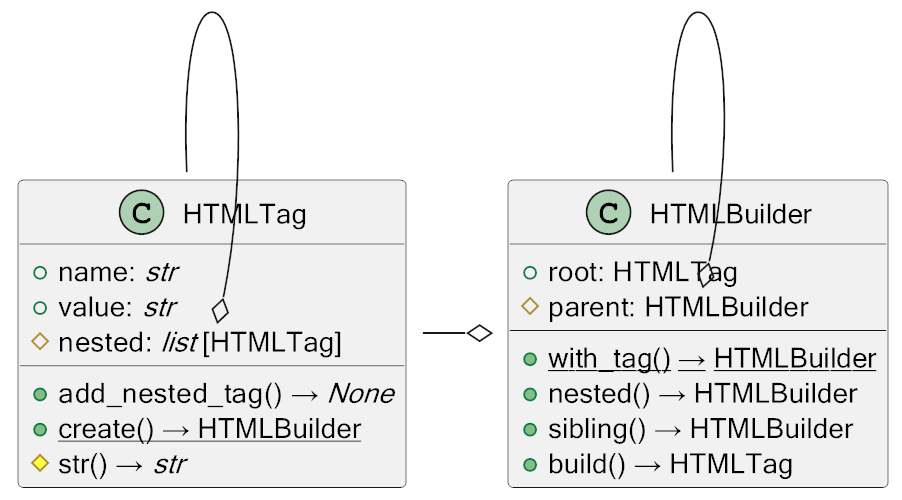 C HTMLTag
name: str
value: str
nested: list[HTMLTag]
add_nested_tag() → None
create() → HTMLBuilder
str() → str
C HTMLBuilder
root: HTMLTag
parent: HTMLBuilder
with_tag() → HTMLBuilder
nested() → HTMLBuilder
sibling() → HTMLBuilder
build() → HTMLTag